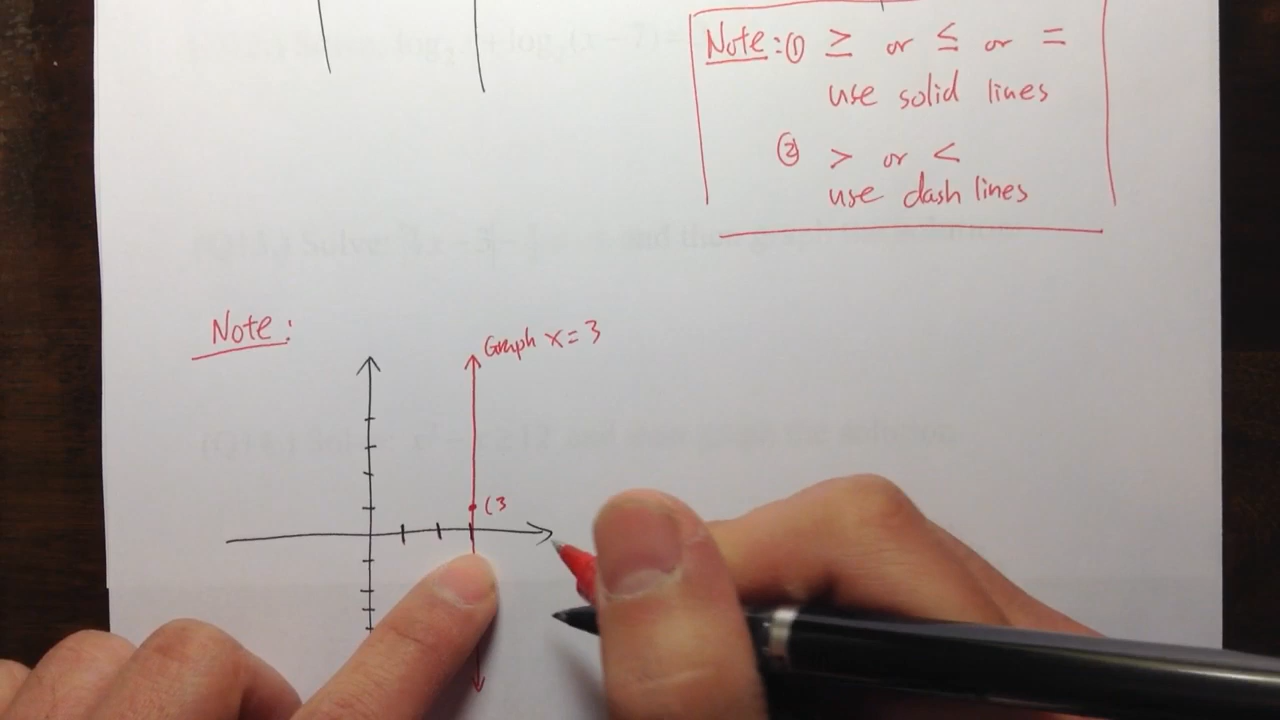 Note: ① ≥ or ≤ or =
use solid lines
② > or <
use dash lines
Note:
Graph x = 3
(3